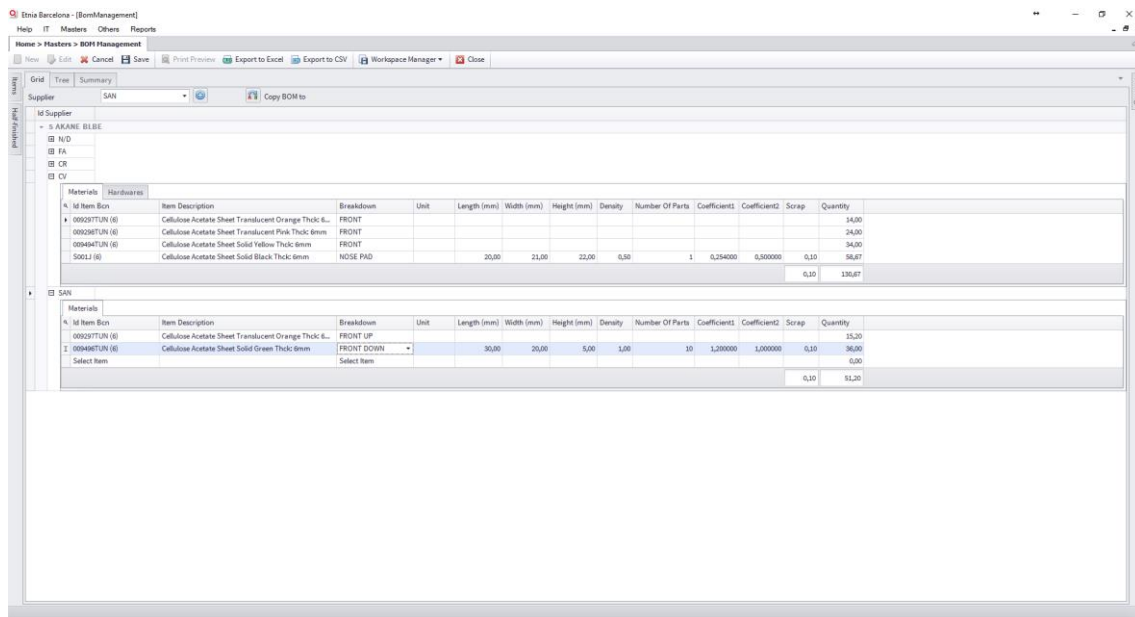 Etnia Barcelona - [BomManagement]
Help IT Masters Others Reports
Home > Masters > BOM Management
New Edit Cancel Save Print Preview Export to Excel Export to CSV Workspace Manager Close
Items
Half-finished
Grid Tree Summary
Supplier SAN Copy BOM to
Id Supplier
S AKANE BLBE
N/D
FA
CR
CV
Materials Hardwares
Id Item Bcn Item Description Breakdown Unit Length (mm) Width (mm) Height (mm) Density Number Of Parts Coefficient1 Coefficient2 Scrap Quantity
009297TUN (6) Cellulose Acetate Sheet Translucent Orange Thck: 6... FRONT 14,00
009298TUN (6) Cellulose Acetate Sheet Translucent Pink Thck: 6mm FRONT 24,00
009494TUN (6) Cellulose Acetate Sheet Solid Yellow Thck: 6mm FRONT 34,00
S001J (6) Cellulose Acetate Sheet Solid Black Thck: 6mm NOSE PAD 20,00 21,00 22,00 0,50 1 0,254000 0,500000 0,10 58,67
0,10 130,67
SAN
Materials
Id Item Bcn Item Description Breakdown Unit Length (mm) Width (mm) Height (mm) Density Number Of Parts Coefficient1 Coefficient2 Scrap Quantity
009297TUN (6) Cellulose Acetate Sheet Translucent Orange Thck: 6... FRONT UP 15,20
009496TUN (6) Cellulose Acetate Sheet Solid Green Thck: 6mm FRONT DOWN 30,00 20,00 5,00 1,00 10 1,200000 1,000000 0,10 36,00
Select Item Select Item 0,00
0,10 51,20